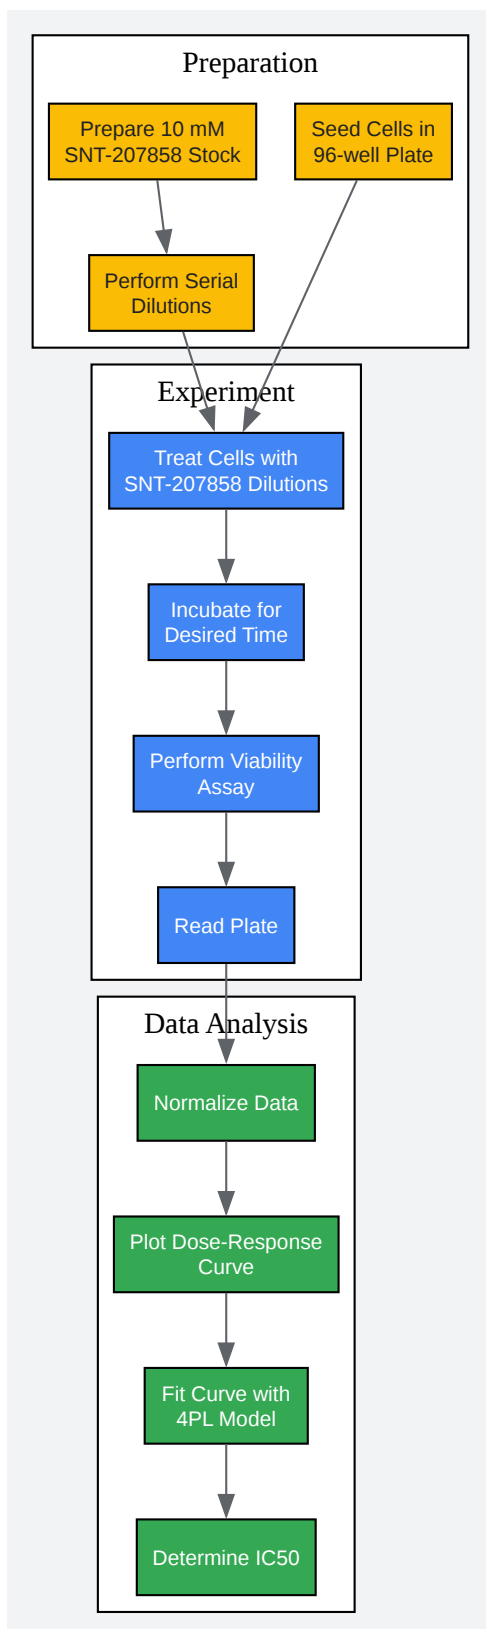 Preparation
Prepare 10 mM
SNT-207858 Stock
Seed Cells in
96-well Plate
Perform Serial
Dilutions
Experiment
Treat Cells with
SNT-207858 Dilutions
Incubate for
Desired Time
Perform Viability
Assay
Read Plate
Data Analysis
Normalize Data
Plot Dose-Response
Curve
Fit Curve with
4PL Model
Determine IC50